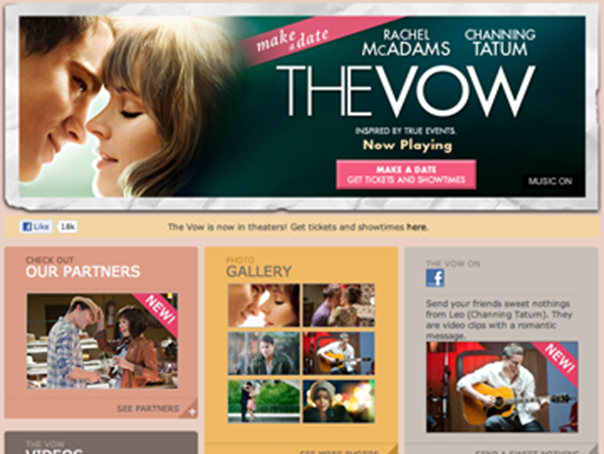 make
a date
RACHEL
McADAMS
CHANNING
TATUM
THEVOW
INSPIRED BY TRUE EVENTS.
Now Playing
MAKE A DATE
GET TICKETS AND SHOWTIMES
MUSIC ON
Like
18k
The Vow is now in theaters! Get tickets and showtimes here.
CHECK OUT
OUR PARTNERS
NEW!
SEE PARTNERS
+
PHOTO
GALLERY
SEE MORE PHOTOS
THE VOW ON
f
Send your friends sweet nothings
from Leo (Channing Tatum). They
are video clips with a romantic
message.
NEW!
SEND A SWEET NOTHING
THE VOW
VIDEOS